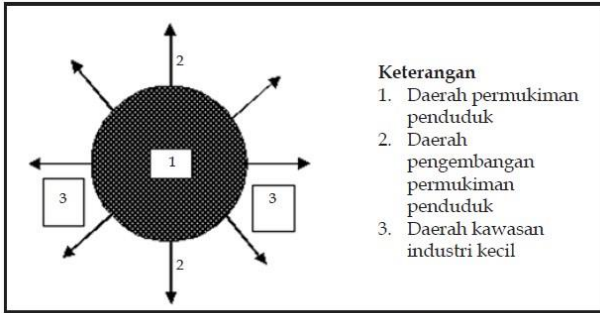 2
1
3
3
2
Keterangan
1. Daerah permukiman
penduduk
2. Daerah
pengembangan
permukiman
penduduk
3. Daerah kawasan
industri kecil